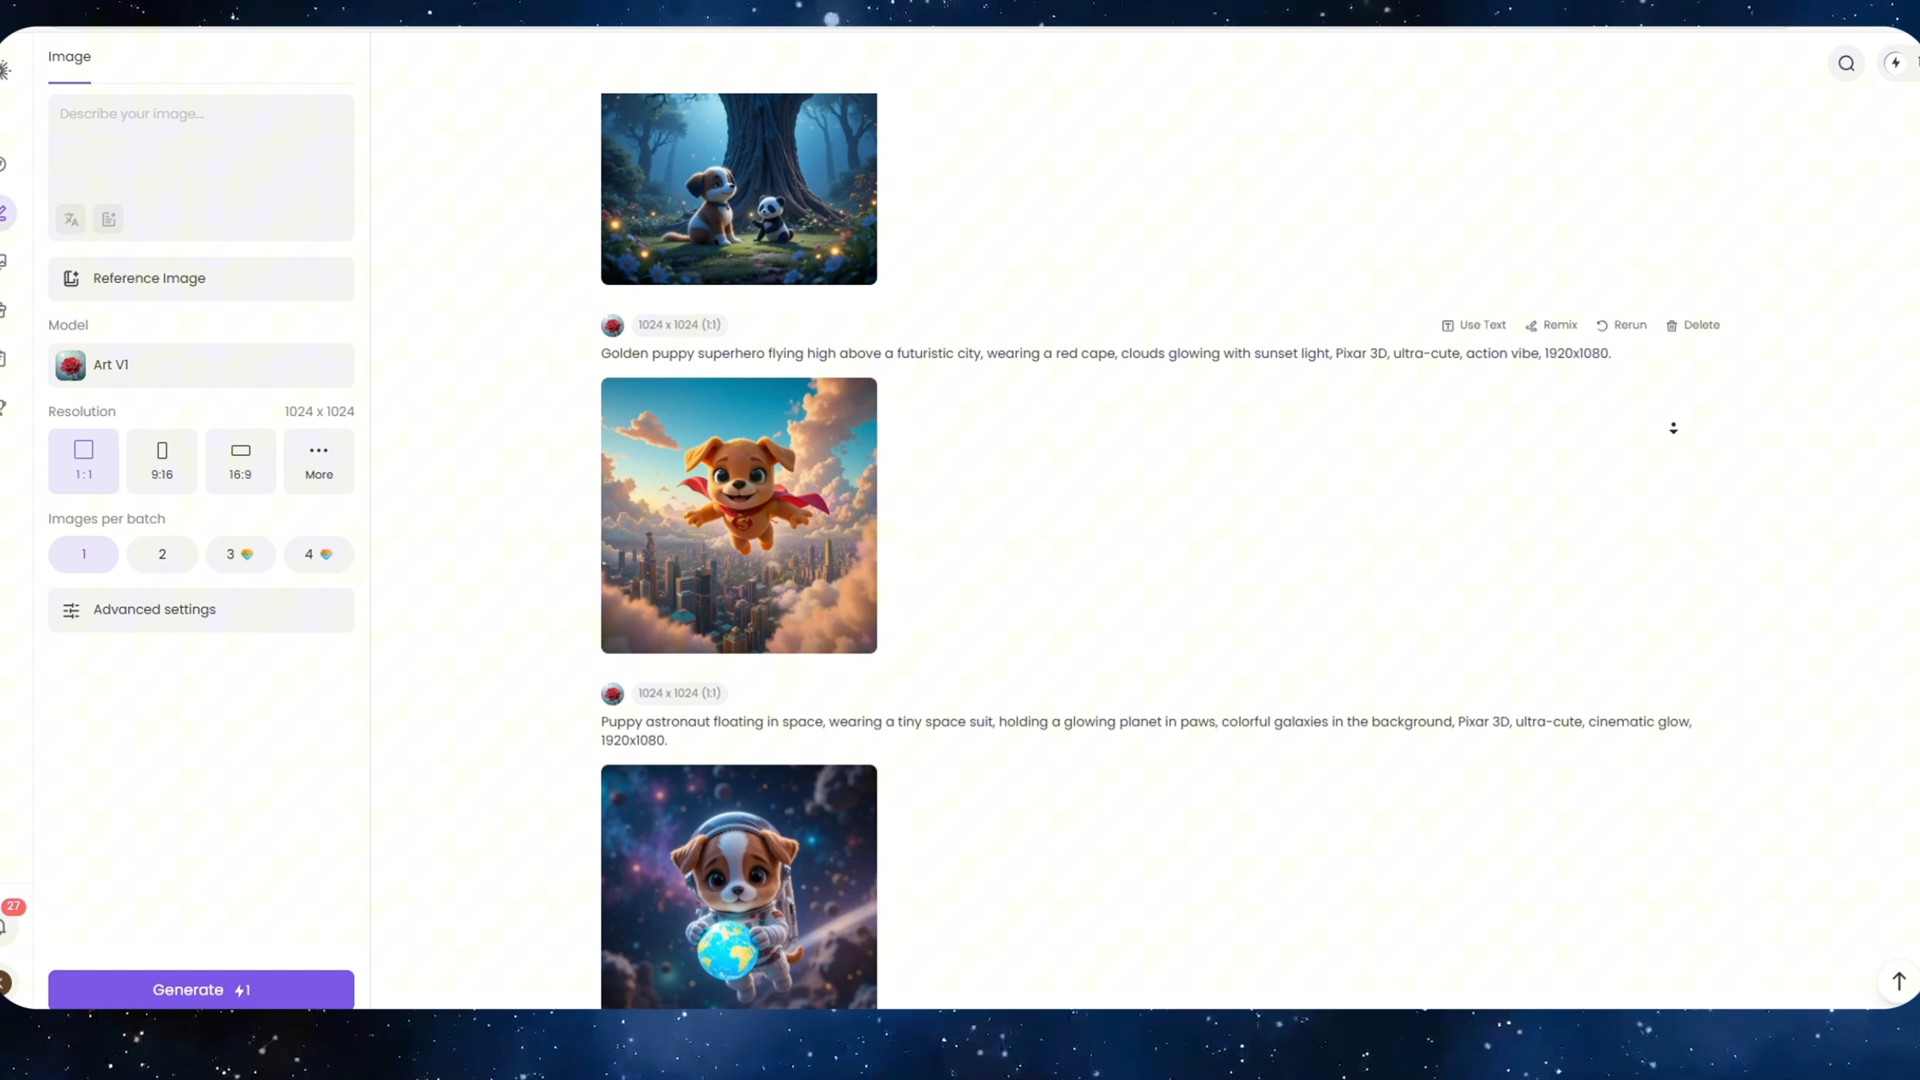 Image
Describe your image...
Reference Image
Model
Art V1
Resolution 1024 x 1024
1:1 9:16 16:9 More
Images per batch
1 2 3 4
Advanced settings
27
Generate 1
1024 x 1024 (1:1) Use Text Remix Rerun Delete
Golden puppy superhero flying high above a futuristic city, wearing a red cape, clouds glowing with sunset light, Pixar 3D, ultra-cute, action vibe, 1920x1080.
1024 x 1024 (1:1)
Puppy astronaut floating in space, wearing a tiny space suit, holding a glowing planet in paws, colorful galaxies in the background, Pixar 3D, ultra-cute, cinematic glow,
1920x1080.